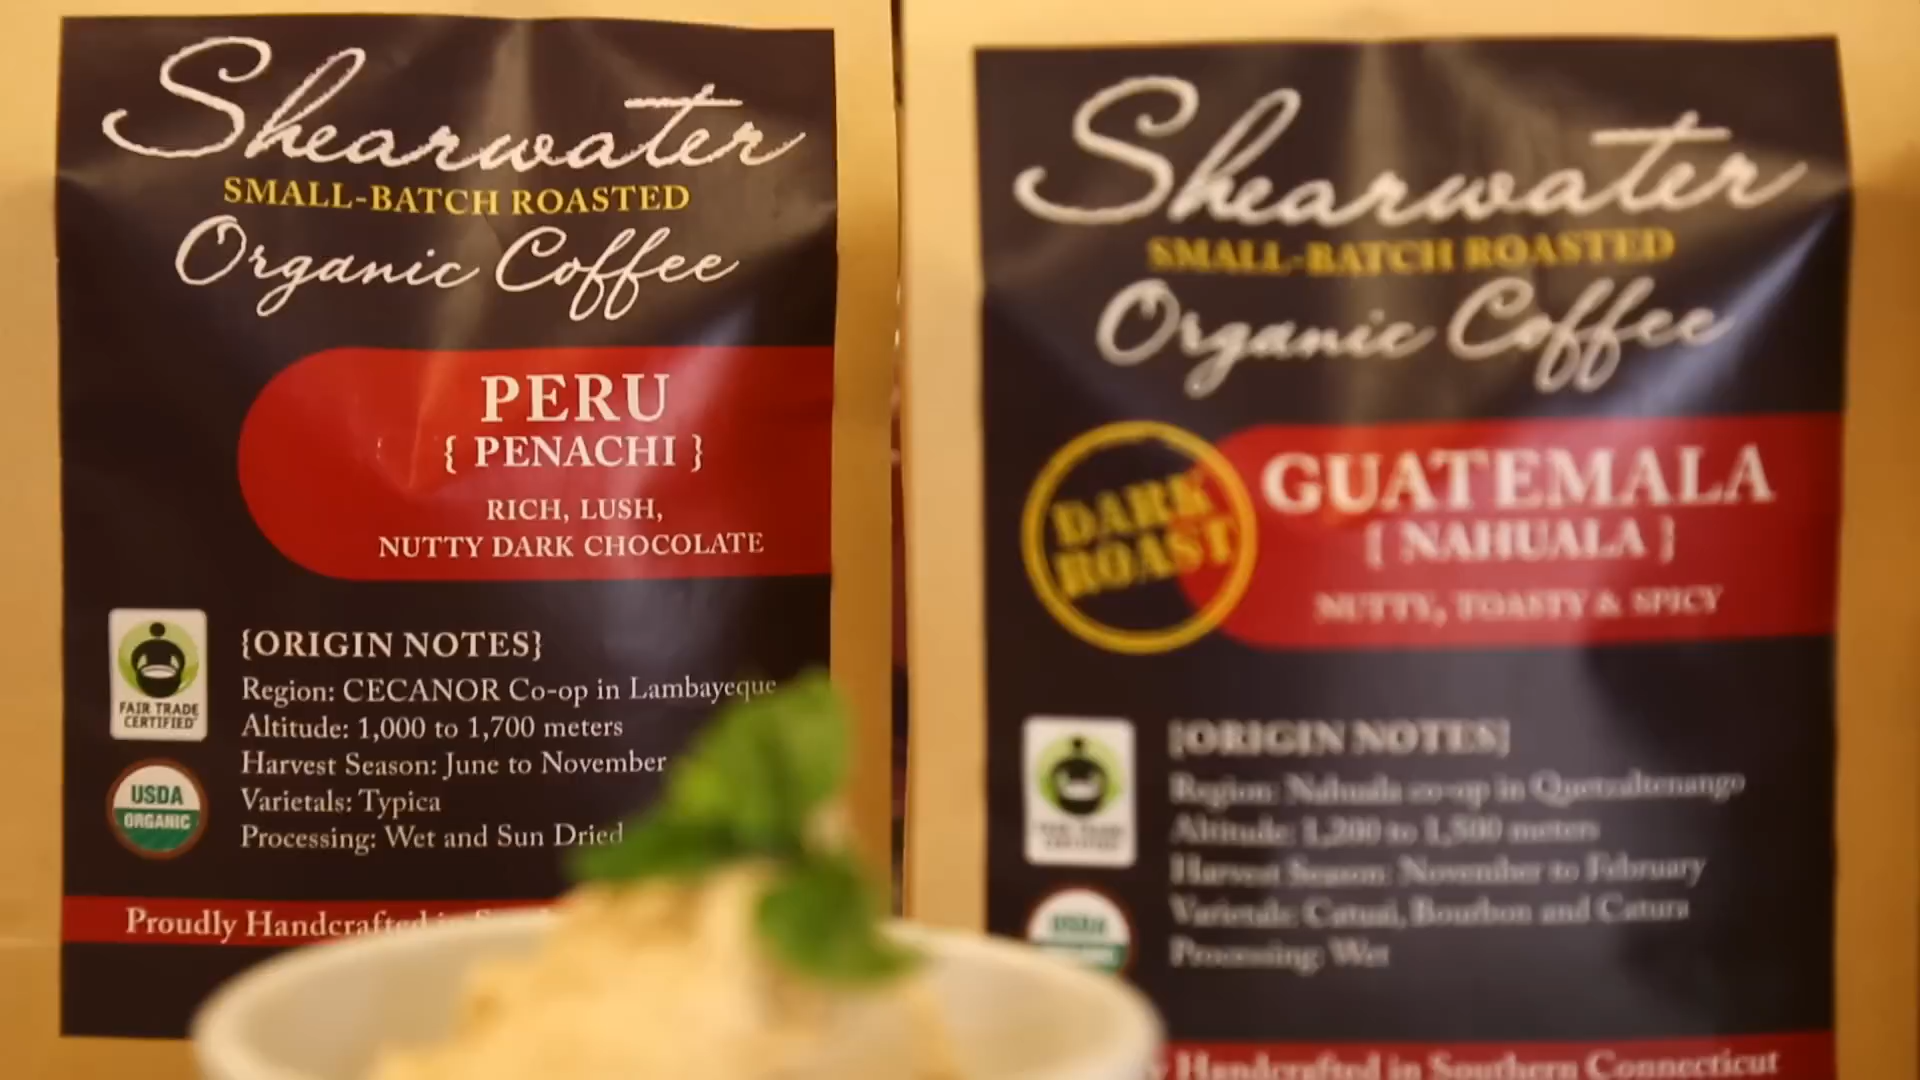 Shearwater
SMALL-BATCH ROASTED
Organic Coffee
PERU
{ PENACHI }
RICH, LUSH,
NUTTY DARK CHOCOLATE
FAIR TRADE
CERTIFIED
USDA
ORGANIC
{ORIGIN NOTES}
Region: CECANOR Co-op in Lambayeque
Altitude: 1,000 to 1,700 meters
Harvest Season: June to November
Varietals: Typica
Processing: Wet and Sun Dried
Proudly Handcrafted in
Shearwater
SMALL-BATCH ROASTED
Organic Coffee
DARK
ROAST
GUATEMALA
{ NAHUALA }
NUTTY, TOASTY & SPICY
{ORIGIN NOTES}
Region: Nahuala co-op in Quetzaltenango
Altitude: 1,200 to 1,500 meters
Harvest Season: November to February
Varietals: Catuai, Bourbon and Catura
Processing: Wet
USDA
Handcrafted in Southern Connecticut